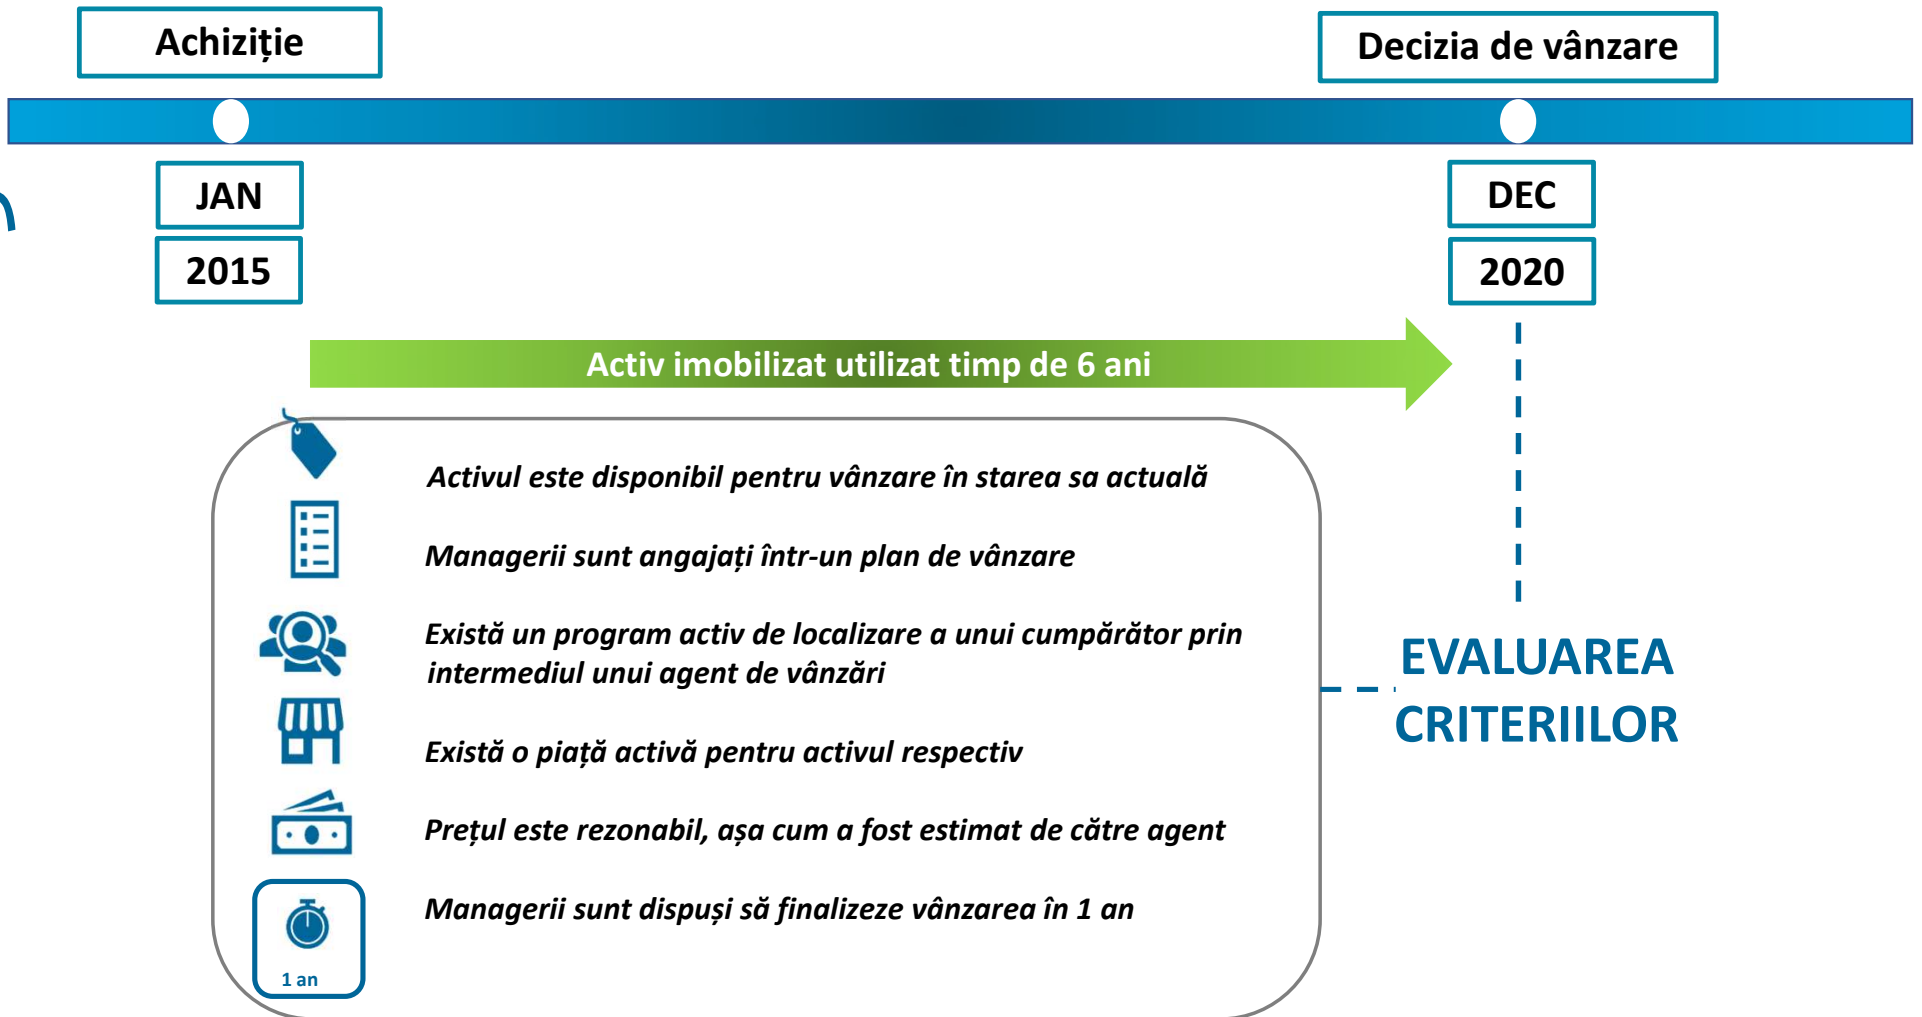 Achiziție
Decizia de vânzare
JAN
2015
DEC
2020
Activ imobilizat utilizat timp de 6 ani
Activul este disponibil pentru vânzare în starea sa actuală
Managerii sunt angajați într-un plan de vânzare
Există un program activ de localizare a unui cumpărător prin
intermediul unui agent de vânzări
Există o piață activă pentru activul respectiv
Prețul este rezonabil, așa cum a fost estimat de către agent
Managerii sunt dispuși să finalizeze vânzarea în 1 an
1 an
EVALUAREA
CRITERIILOR